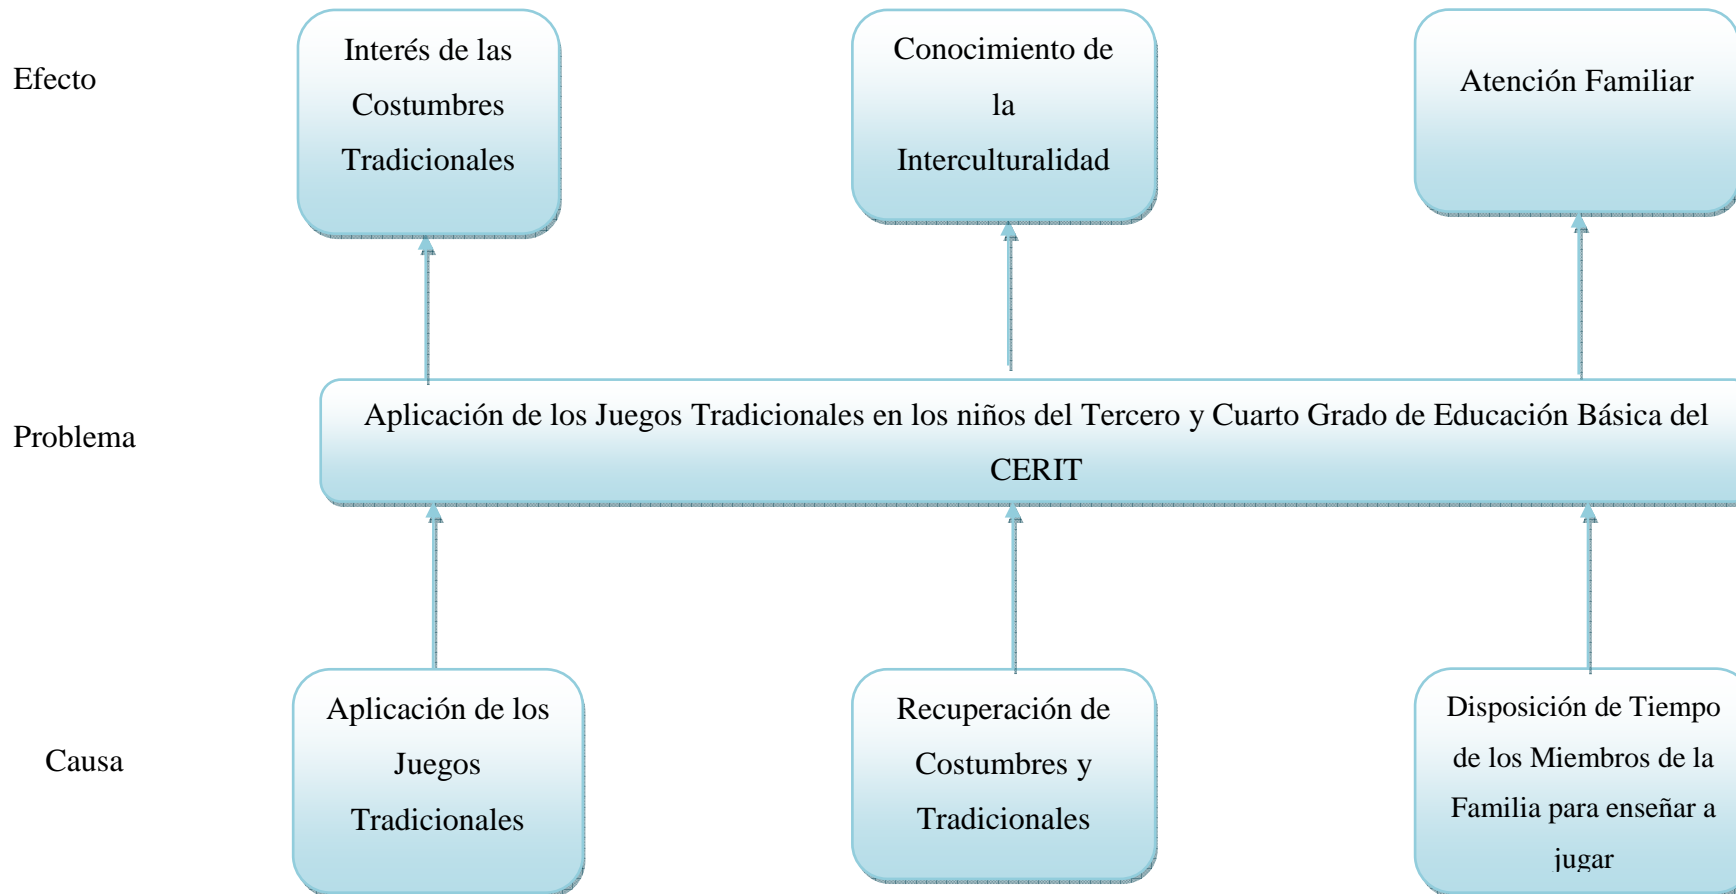 Efecto
Interés de las
Costumbres
Tradicionales
Conocimiento de
la
Interculturalidad
Atención Familiar
Problema
Aplicación de los Juegos Tradicionales en los niños del Tercero y Cuarto Grado de Educación Básica del
CERIT
Causa
Aplicación de los
Juegos
Tradicionales
Recuperación de
Costumbres y
Tradicionales
Disposición de Tiempo
de los Miembros de la
Familia para enseñar a
jugar